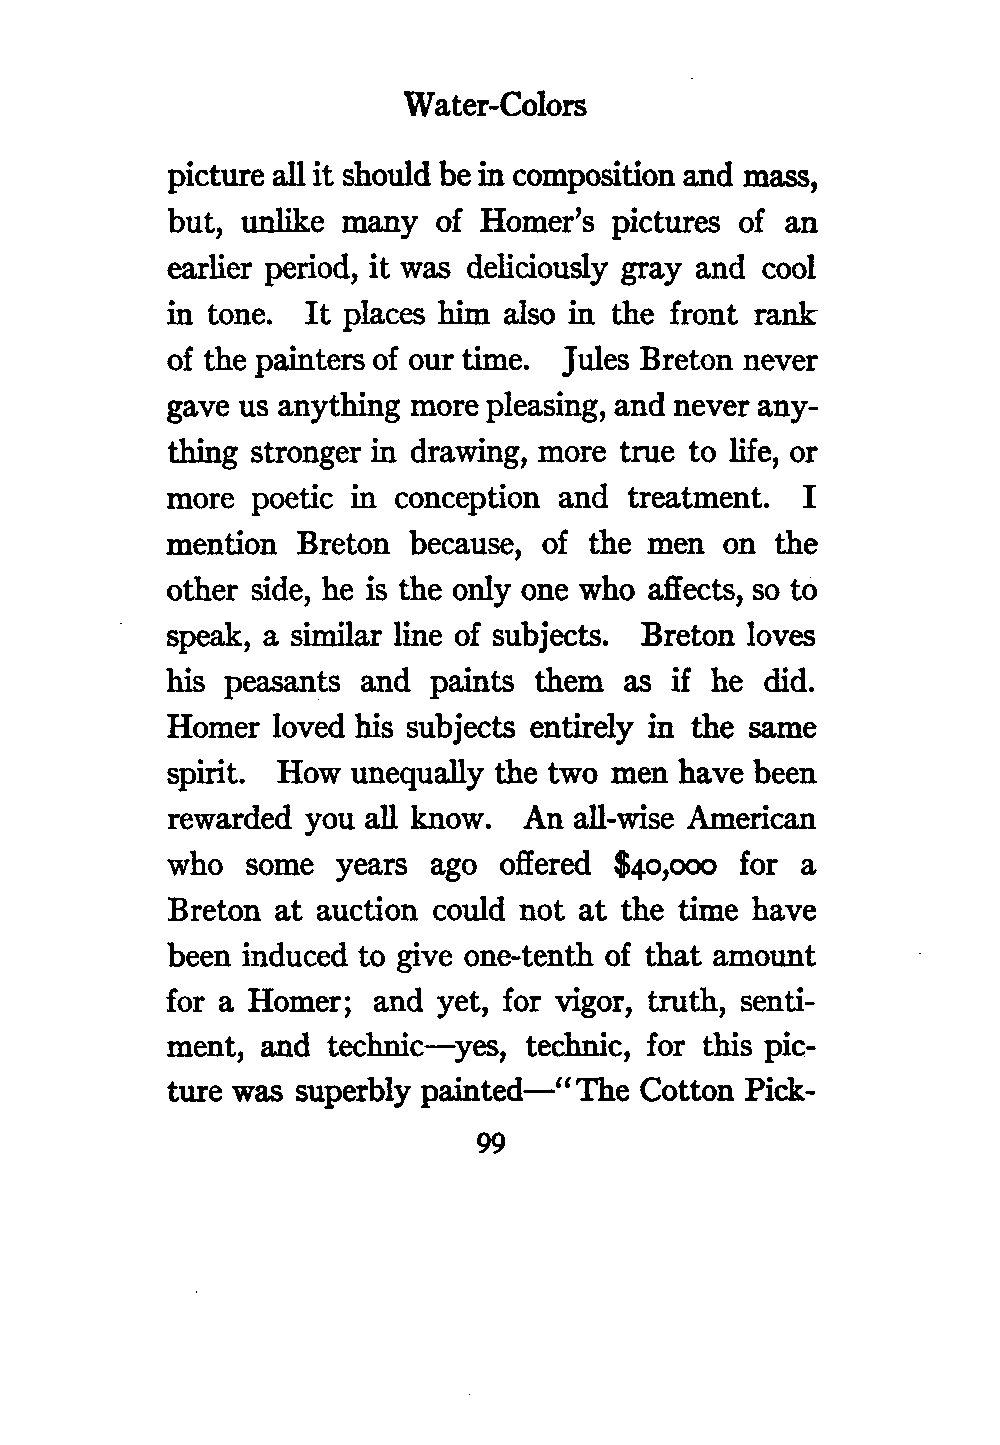 Water-Colors
picture all it should be in composition and mass,
but, unlike many of Homer's pictures of an
earlier period, it was deliciously gray and cool
in tone. It places him also in the front rank
of the painters of our time. Jules Breton never
gave us anything more pleasing, and never any-
thing stronger in drawing, more true to life, or
more poetic in conception and treatment. I
mention Breton because, of the men on the
other side, he is the only one who affects, so to
speak, a similar line of subjects. Breton loves
his peasants and paints them as if he did.
Homer loved his subjects entirely in the same
spirit. How unequally the two men have been
rewarded you all know. An all-wise American
who some years ago offered $40,000 for a
Breton at auction could not at the time have
been induced to give one-tenth of that amount
for a Homer; and yet, for vigor, truth, senti-
ment, and technic—yes, technic, for this pic-
ture was superbly painted—“The Cotton Pick-
99